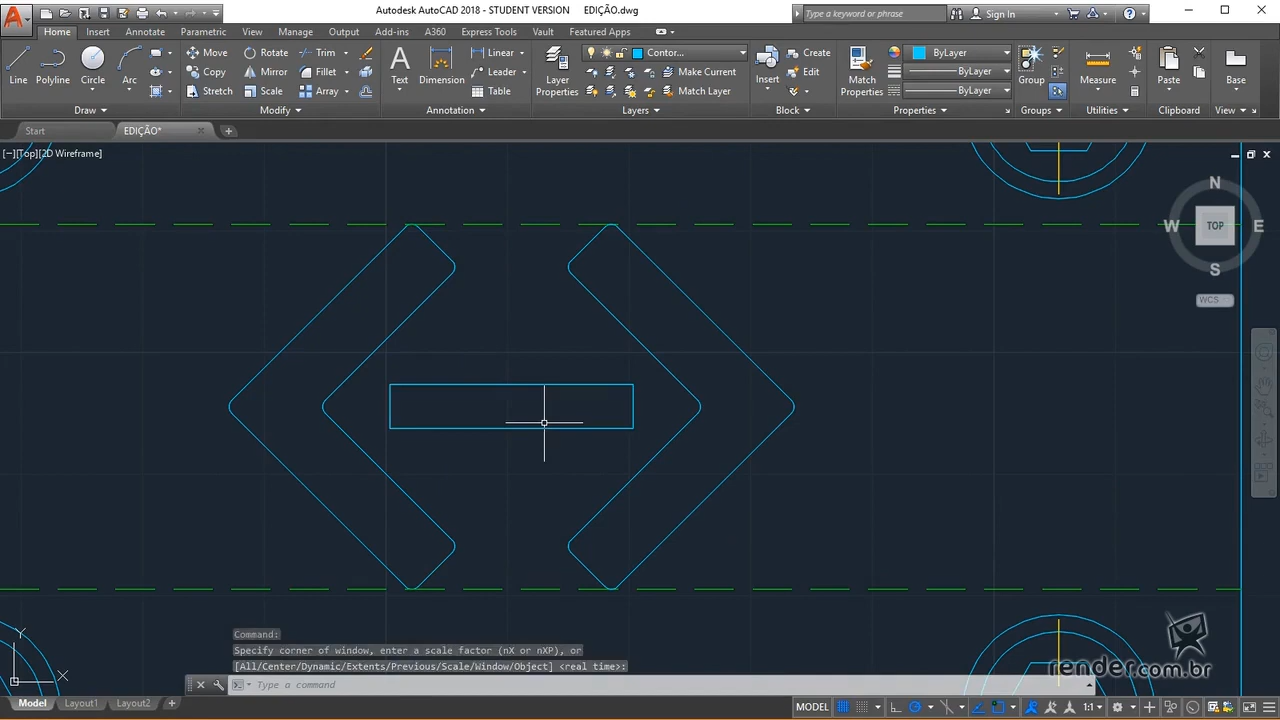 Autodesk AutoCAD 2018 - STUDENT VERSION EDIÇÃO.dwg
Type a keyword or phrase
Sign In
Home Insert Annotate Parametric View Manage Output Add-ins A360 Express Tools Vault Featured Apps
Line
Polyline
Circle
Arc
Move
Rotate
Trim
Copy
Mirror
Fillet
Stretch
Scale
Array
Text
Dimension
Linear
Leader
Table
Layer
Properties
Contor...
Make Current
Match Layer
Insert
Create
Edit
Match
Properties
ByLayer
ByLayer
ByLayer
Group
Measure
Paste
Base
Draw
Modify
Annotation
Layers
Block
Properties
Groups
Utilities
Clipboard
View
Start
EDIÇÃO*
[−][Top][2D Wireframe]
N
W TOP E
S
WCS
Y
X
Command:
Specify corner of window, enter a scale factor (nX or nXP), or
[All/Center/Dynamic/Extents/Previous/Scale/Window/Object] <real time>:
Type a command
render.com.br
Model Layout1 Layout2
MODEL
1:1